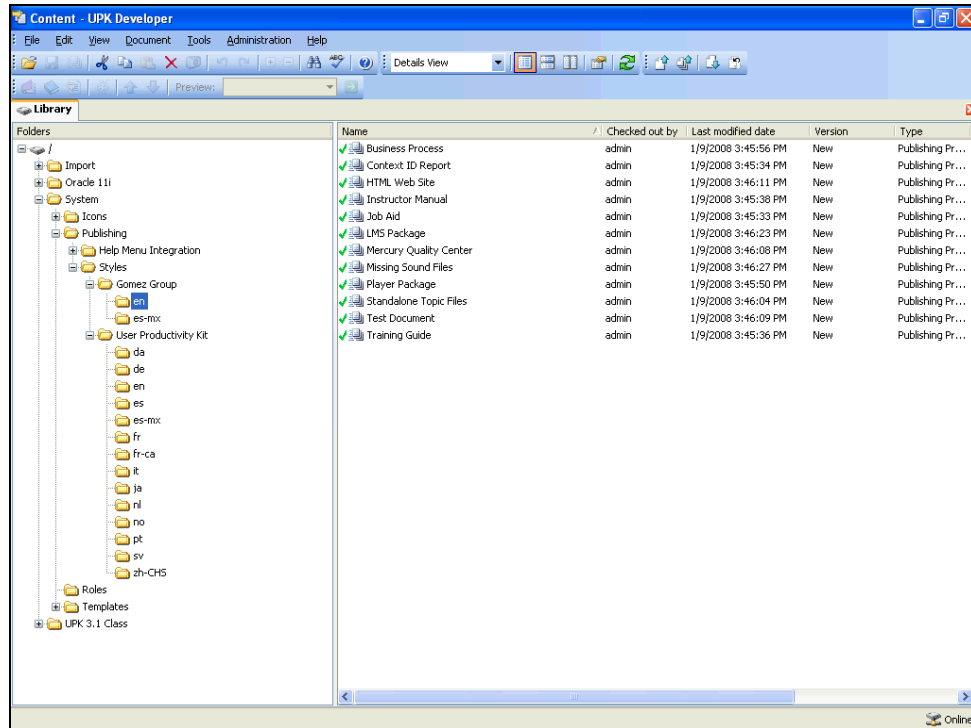 Content - UPK Developer
File Edit View Document Tools Administration Help
ABC Details View
Preview:
Library
Folders
/
Import
Oracle 11i
System
Icons
Publishing
Help Menu Integration
Styles
Gomez Group
en
es-mx
User Productivity Kit
da
de
en
es
es-mx
fr
fr-ca
it
ja
nl
no
pt
sv
zh-CHS
Roles
Templates
UPK 3.1 Class
Name / Checked out by Last modified date Version Type
Business Process admin 1/9/2008 3:45:56 PM New Publishing Pr...
Context ID Report admin 1/9/2008 3:45:34 PM New Publishing Pr...
HTML Web Site admin 1/9/2008 3:46:11 PM New Publishing Pr...
Instructor Manual admin 1/9/2008 3:45:38 PM New Publishing Pr...
Job Aid admin 1/9/2008 3:45:33 PM New Publishing Pr...
LMS Package admin 1/9/2008 3:46:23 PM New Publishing Pr...
Mercury Quality Center admin 1/9/2008 3:46:08 PM New Publishing Pr...
Missing Sound Files admin 1/9/2008 3:46:27 PM New Publishing Pr...
Player Package admin 1/9/2008 3:45:50 PM New Publishing Pr...
Standalone Topic Files admin 1/9/2008 3:46:04 PM New Publishing Pr...
Test Document admin 1/9/2008 3:46:09 PM New Publishing Pr...
Training Guide admin 1/9/2008 3:45:36 PM New Publishing Pr...
Online